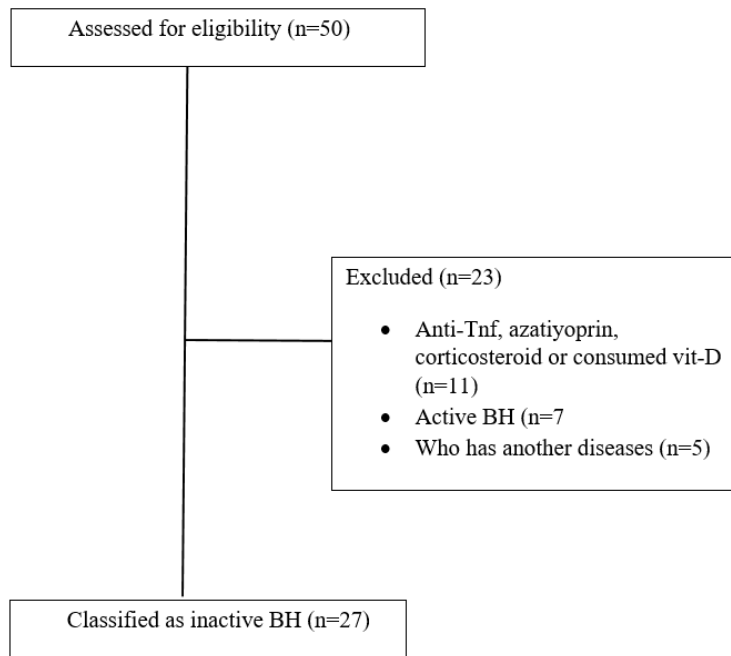 Assessed for eligibility (n=50)
Excluded (n=23)
• Anti-Tnf, azatiyoprin,
corticosteroid or consumed vit-D
(n=11)
• Active BH (n=7
• Who has another diseases (n=5)
Classified as inactive BH (n=27)